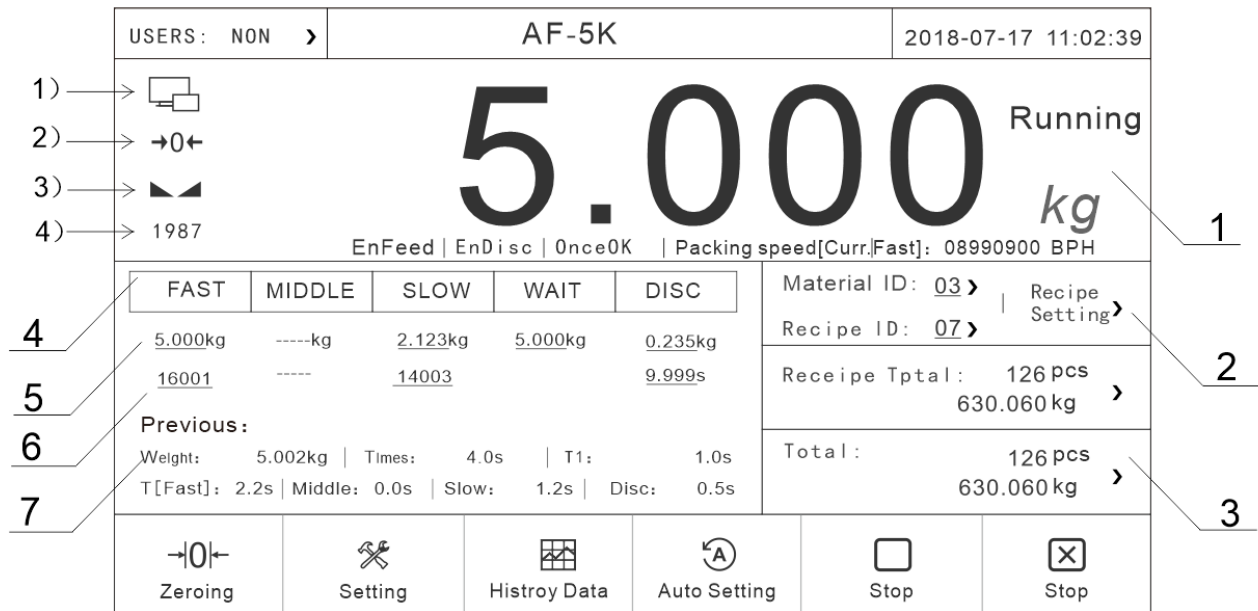 USERS: NON ❯ AF-5K 2018-07-17 11:02:39
1)
2) →0←
3)
4) 1987
5.000 Running
kg
1
EnFeed | EnDisc | OnceOK | Packing speed[Curr.|Fast]: 08990900 BPH
4
FAST MIDDLE SLOW WAIT DISC
5.000kg -----kg 2.123kg 5.000kg 0.235kg
5
16001 ----- 14003 9.999s
6
Previous:
Weight: 5.002kg | Times: 4.0s | T1: 1.0s
T[Fast]: 2.2s | Middle: 0.0s | Slow: 1.2s | Disc: 0.5s
7
Material ID: 03 ❯ | Recipe
Setting ❯
Recipe ID: 07 ❯
2
Receipe Tptal: 126 pcs
630.060 kg ❯
Total: 126 pcs
630.060 kg ❯
3
→|0|← A
Zeroing Setting Histroy Data Auto Setting Stop Stop